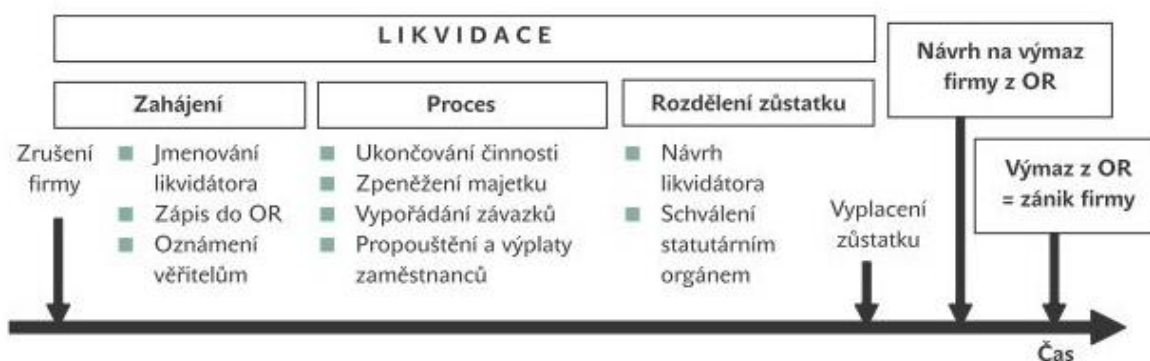 LIKVIDACE
Návrh na výmaz
firmy z OR
Zahájení
Proces
Rozdělení zůstatku
Zrušení
firmy
Jmenování
likvidátora
Zápis do OR
Oznámení
věřitelům
Ukončování činnosti
Zpeněžení majetku
Vypořádání závazků
Propouštění a výplaty
zaměstnanců
Návrh
likvidátora
Schválení
statutárním
orgánem
Vyplacení
zůstatku
Výmaz z OR
= zánik firmy
Čas